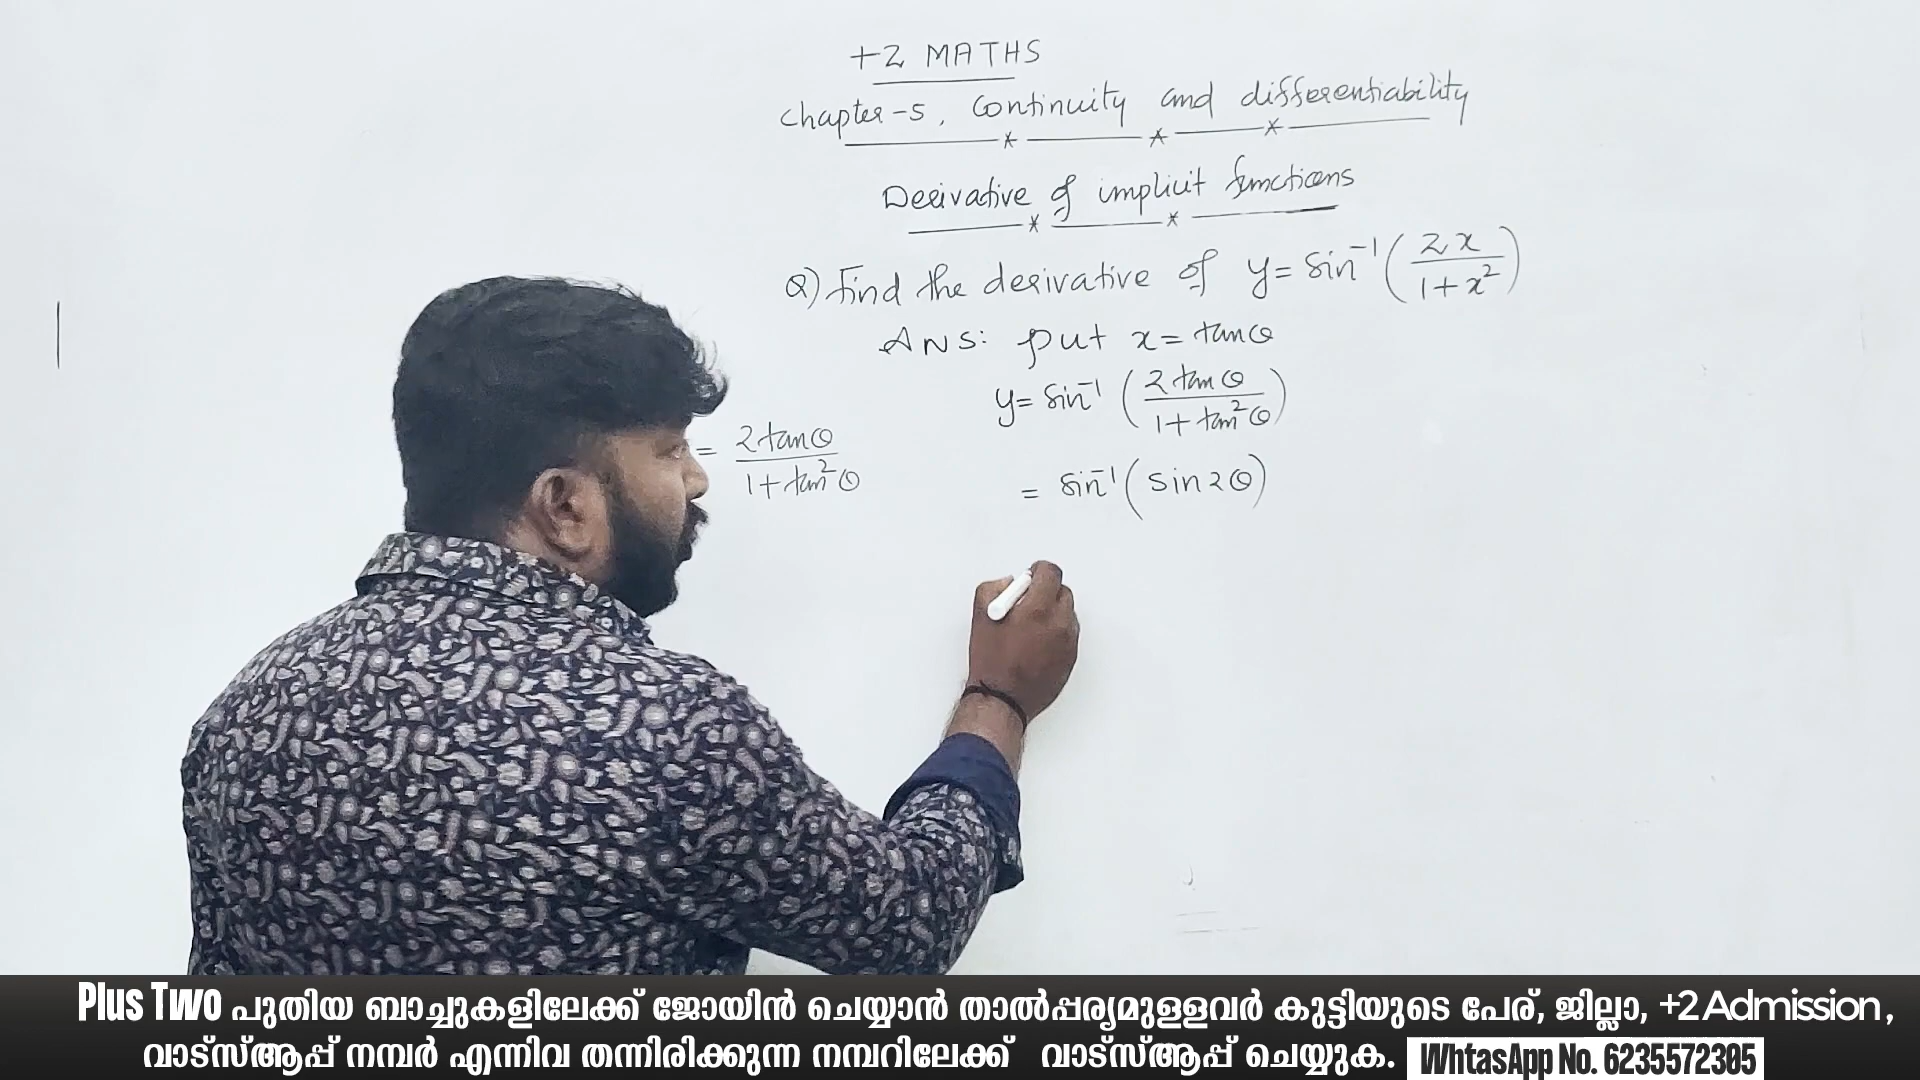 +2 MATHS
Chapter-5, Continuity and differentiability
Derivative of implicit functions
Q) Find the derivative of y = sin⁻¹(2x/(1+x²))
Ans: put x = tanθ
y = sin⁻¹(2tanθ/(1+tan²θ))
= 2tanθ/(1+tan²θ)
= sin⁻¹(sin2θ)
Plus Two പുതിയ ബാച്ചുകളിലേക്ക് ജോയിൻ ചെയ്യാൻ താൽപ്പര്യമുള്ളവർ കുട്ടിയുടെ പേര്, ജില്ലാ, +2 Admission,
വാട്സ്ആപ്പ് നമ്പർ എന്നിവ തന്നിരിക്കുന്ന നമ്പറിലേക്ക് വാട്സ്ആപ്പ് ചെയ്യുക. WhtasApp No. 6235572305